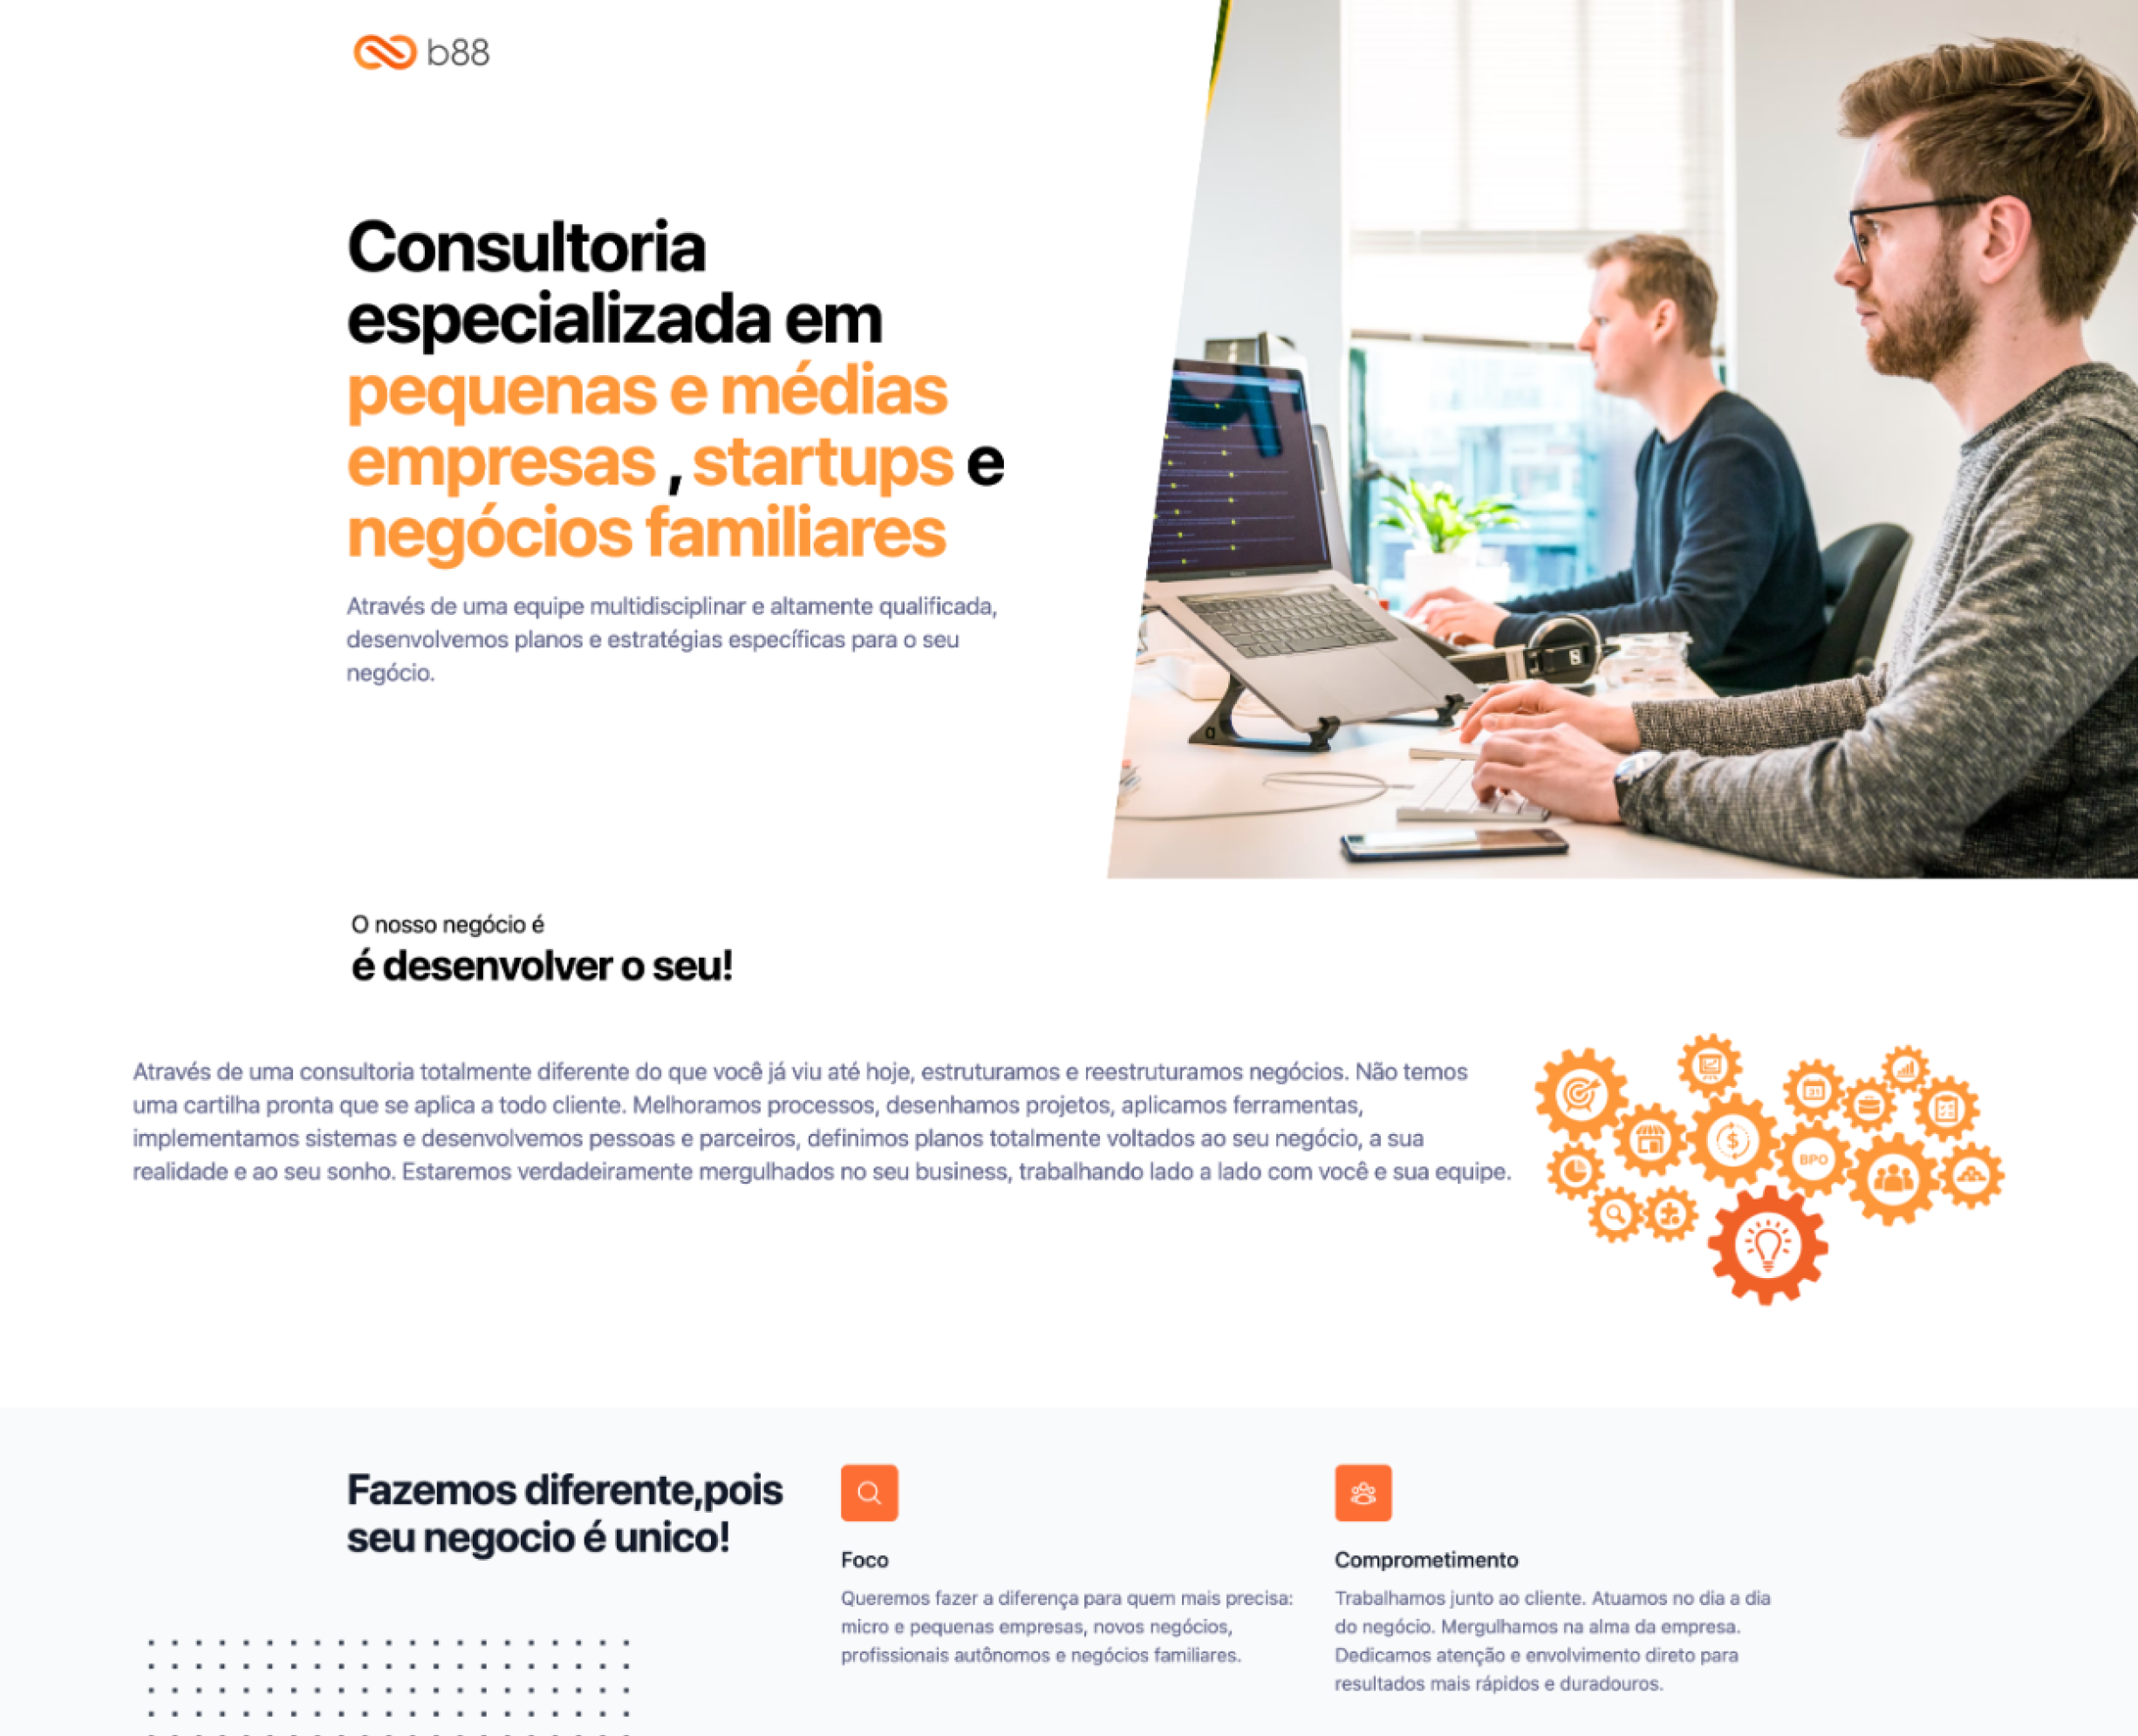 b88
Consultoria
especializada em
pequenas e médias
empresas , startups e
negócios familiares
Através de uma equipe multidisciplinar e altamente qualificada,
desenvolvemos planos e estratégias específicas para o seu
negócio.
O nosso negócio é
é desenvolver o seu!
Através de uma consultoria totalmente diferente do que você já viu até hoje, estruturamos e reestruturamos negócios. Não temos
uma cartilha pronta que se aplica a todo cliente. Melhoramos processos, desenhamos projetos, aplicamos ferramentas,
implementamos sistemas e desenvolvemos pessoas e parceiros, definimos planos totalmente voltados ao seu negócio, a sua
realidade e ao seu sonho. Estaremos verdadeiramente mergulhados no seu business, trabalhando lado a lado com você e sua equipe.
31
$
BPO
Fazemos diferente,pois
seu negocio é unico!
Foco
Queremos fazer a diferença para quem mais precisa:
micro e pequenas empresas, novos negócios,
profissionais autônomos e negócios familiares.
Comprometimento
Trabalhamos junto ao cliente. Atuamos no dia a dia
do negócio. Mergulhamos na alma da empresa.
Dedicamos atenção e envolvimento direto para
resultados mais rápidos e duradouros.